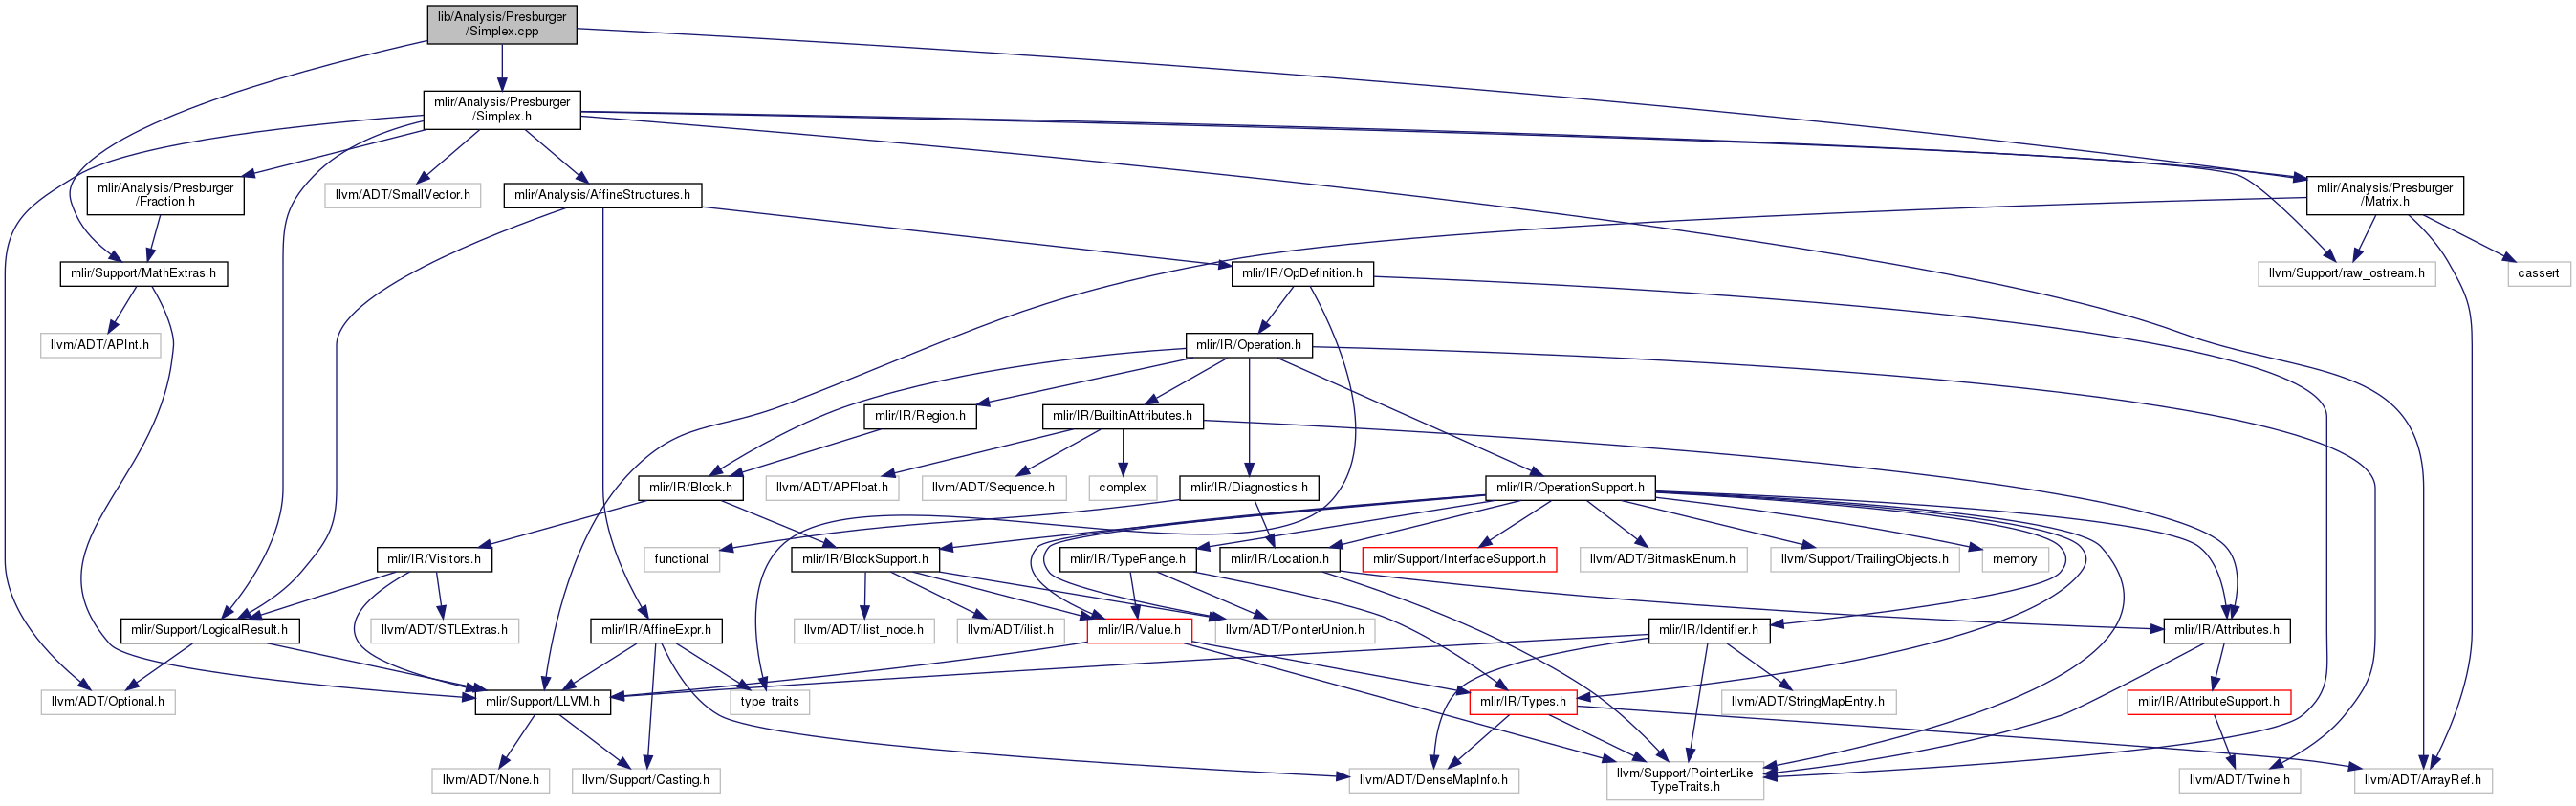 lib/Analysis/Presburger
/Simplex.cpp
mlir/Analysis/Presburger
/Simplex.h
mlir/Analysis/Presburger
/Fraction.h
llvm/ADT/SmallVector.h
mlir/Analysis/AffineStructures.h
mlir/Analysis/Presburger
/Matrix.h
mlir/Support/MathExtras.h
mlir/IR/OpDefinition.h
llvm/Support/raw_ostream.h
cassert
llvm/ADT/APInt.h
mlir/IR/Operation.h
mlir/IR/Region.h
mlir/IR/BuiltinAttributes.h
mlir/IR/Block.h
llvm/ADT/APFloat.h
llvm/ADT/Sequence.h
complex
mlir/IR/Diagnostics.h
mlir/IR/OperationSupport.h
mlir/IR/Visitors.h
functional
mlir/IR/BlockSupport.h
mlir/IR/TypeRange.h
mlir/IR/Location.h
mlir/Support/InterfaceSupport.h
llvm/ADT/BitmaskEnum.h
llvm/Support/TrailingObjects.h
memory
mlir/Support/LogicalResult.h
llvm/ADT/STLExtras.h
mlir/IR/AffineExpr.h
llvm/ADT/ilist_node.h
llvm/ADT/ilist.h
mlir/IR/Value.h
llvm/ADT/PointerUnion.h
mlir/IR/Identifier.h
mlir/IR/Attributes.h
llvm/ADT/Optional.h
mlir/Support/LLVM.h
type_traits
mlir/IR/Types.h
llvm/ADT/StringMapEntry.h
mlir/IR/AttributeSupport.h
llvm/ADT/None.h
llvm/Support/Casting.h
llvm/ADT/DenseMapInfo.h
llvm/Support/PointerLike
TypeTraits.h
llvm/ADT/Twine.h
llvm/ADT/ArrayRef.h